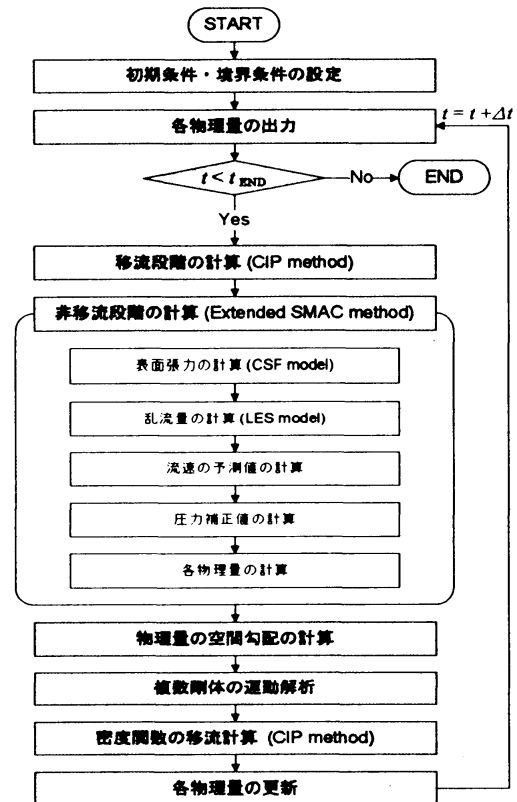 START
初期条件・境界条件の設定
各物理量の出力
t = t +Δt
t < t END
No
END
Yes
移流段階の計算 (CIP method)
非移流段階の計算 (Extended SMAC method)
表面張力の計算 (CSF model)
乱流量の計算 (LES model)
流速の予測値の計算
圧力補正値の計算
各物理量の計算
物理量の空間勾配の計算
複数剛体の運動解析
密度関数の移流計算 (CIP method)
各物理量の更新